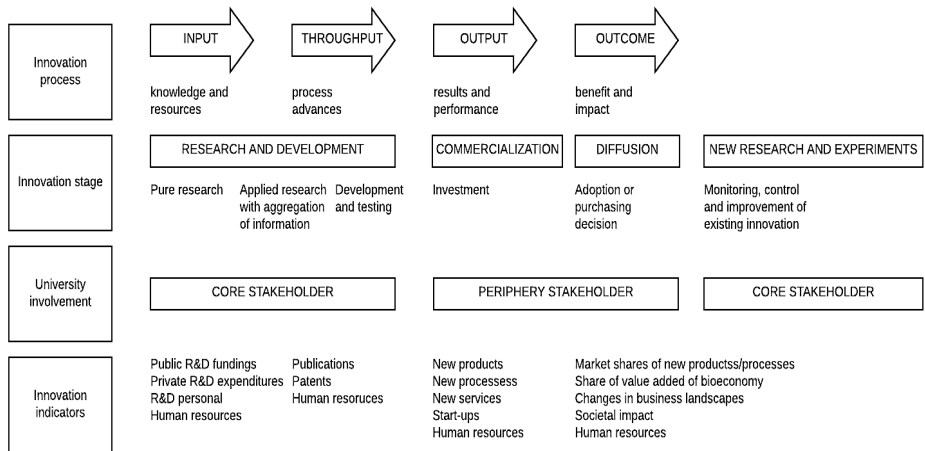 Innovation
process
INPUT
THROUGHPUT
OUTPUT
OUTCOME
knowledge and
resources
process
advances
results and
performance
benefit and
impact
Innovation stage
RESEARCH AND DEVELOPMENT
COMMERCIALIZATION
DIFFUSION
NEW RESEARCH AND EXPERIMENTS
Pure research
Applied research
with aggregation
of information
Development
and testing
Investment
Adoption or
purchasing
decision
Monitoring, control
and improvement of
existing innovation
University
involvement
CORE STAKEHOLDER
PERIPHERY STAKEHOLDER
CORE STAKEHOLDER
Innovation
indicators
Public R&D fundings
Private R&D expenditures
R&D personal
Human resources
Publications
Patents
Human resoruces
New products
New processess
New services
Start-ups
Human resources
Market shares of new productss/processes
Share of value added of bioeconomy
Changes in business landscapes
Societal impact
Human resources